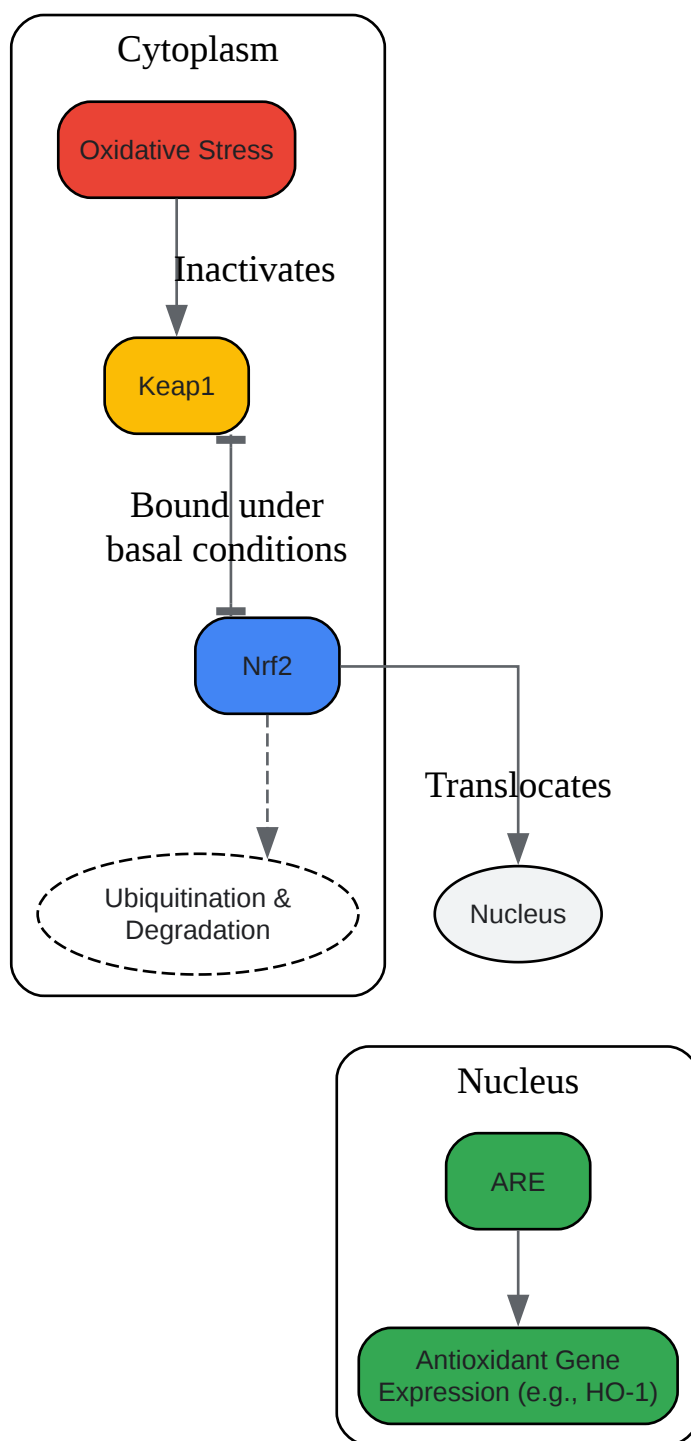 Cytoplasm
Oxidative Stress
Inactivates
Keap1
Bound under
basal conditions
Nrf2
Translocates
Ubiquitination &
Degradation
Nucleus
Nucleus
ARE
Antioxidant Gene
Expression (e.g., HO-1)